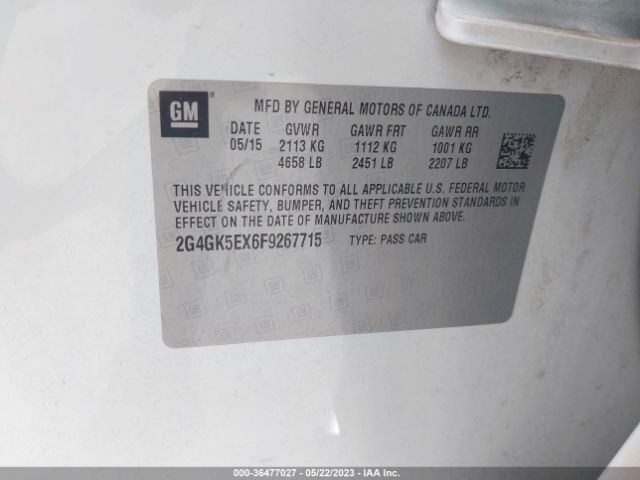 GM
MFD BY GENERAL MOTORS OF CANADA LTD.
DATE GVWR GAWR FRT GAWR RR
05/15 2113 KG 1112 KG 1001 KG
4658 LB 2451 LB 2207 LB
THIS VEHICLE CONFORMS TO ALL APPLICABLE U.S. FEDERAL MOTOR
VEHICLE SAFETY, BUMPER, AND THEFT PREVENTION STANDARDS IN
EFFECT ON THE DATE OF MANUFACTURE SHOWN ABOVE.
2G4GK5EX6F9267715 TYPE: PASS CAR
000-36477027 - 05/22/2023 - IAA Inc.